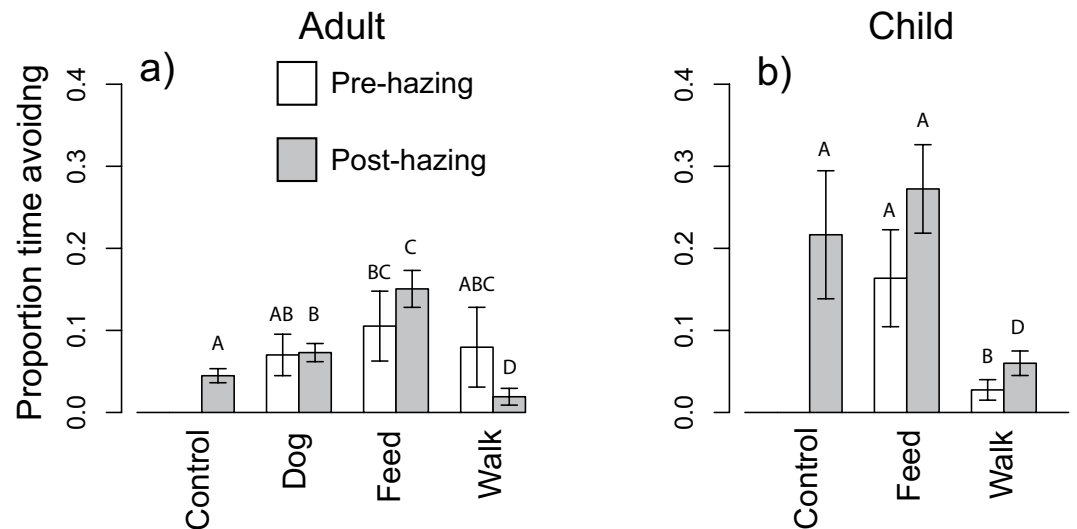 Adult
Child
a)
b)
Pre-hazing
Post-hazing
Proportion time avoidng
0.4
0.3
0.2
0.1
0.0
A
AB
B
BC
C
ABC
D
Control
Dog
Feed
Walk
0.4
0.3
0.2
0.1
0.0
A
A
A
B
D
Control
Feed
Walk